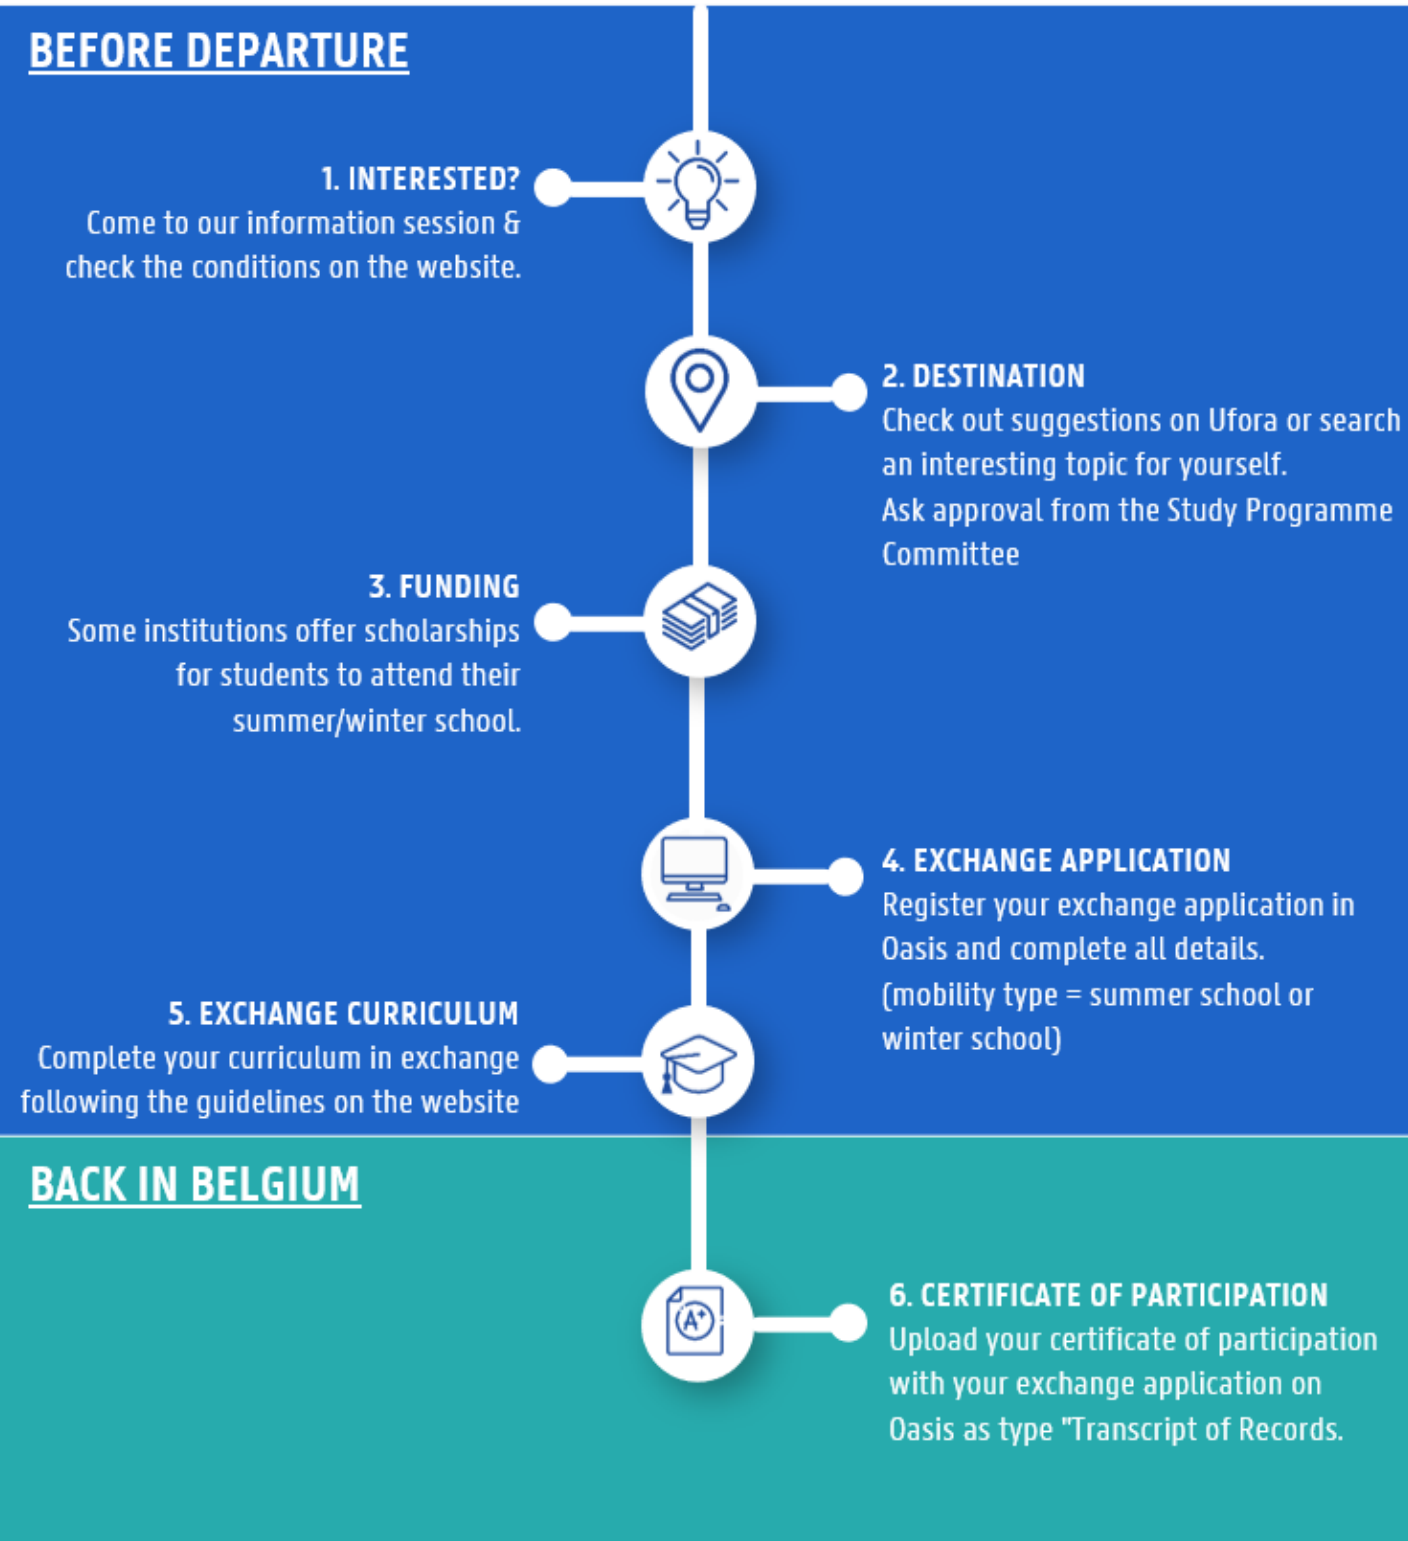 BEFORE DEPARTURE
1. INTERESTED?
Come to our information session &
check the conditions on the website.
2. DESTINATION
Check out suggestions on Ufora or search
an interesting topic for yourself.
Ask approval from the Study Programme
Committee
3. FUNDING
Some institutions offer scholarships
for students to attend their
summer/winter school.
4. EXCHANGE APPLICATION
Register your exchange application in
Oasis and complete all details.
(mobility type = summer school or
winter school)
5. EXCHANGE CURRICULUM
Complete your curriculum in exchange
following the guidelines on the website
BACK IN BELGIUM
A+
6. CERTIFICATE OF PARTICIPATION
Upload your certificate of participation
with your exchange application on
Oasis as type "Transcript of Records.